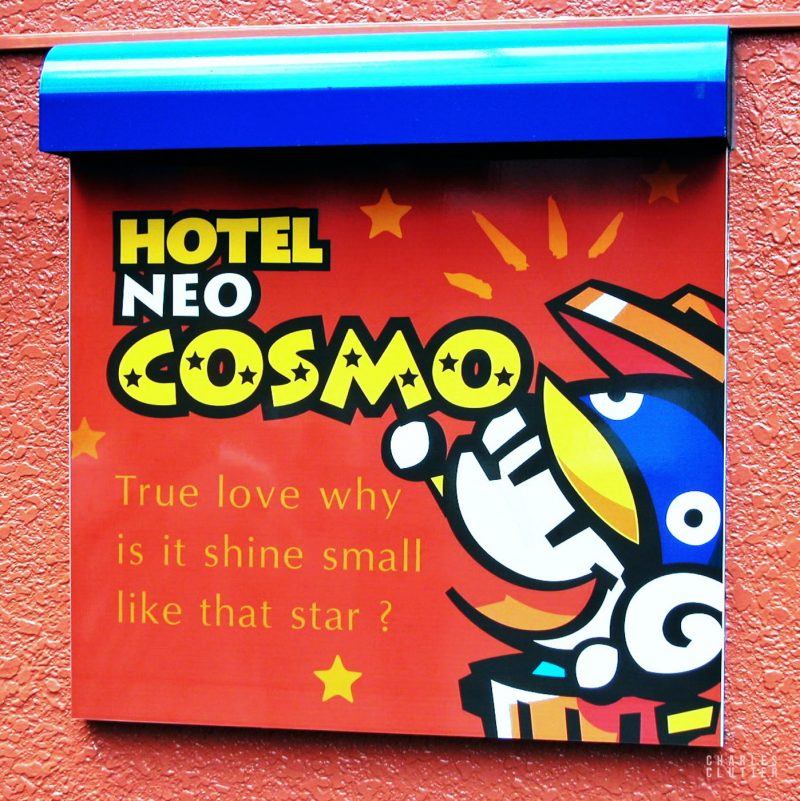 HOTEL
NEO
COSMO
True love why
is it shine small
like that star ?
CHARLES
CLUTTER